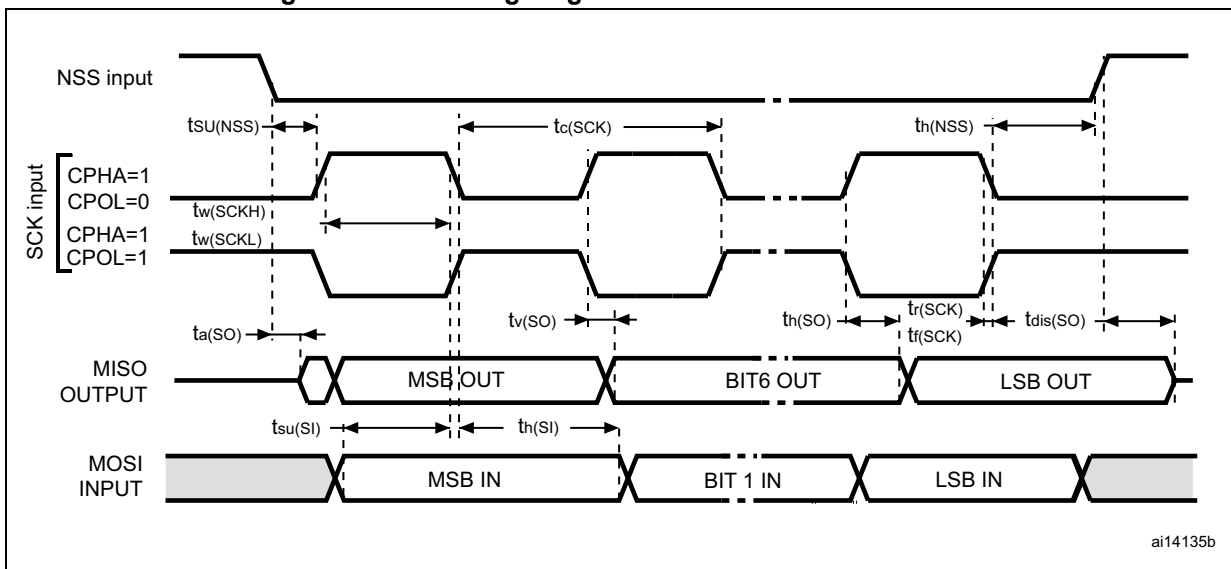 NSS input
tSU(NSS)
tc(SCK)
th(NSS)
SCK input
CPHA=1
CPOL=0
tw(SCKH)
CPHA=1
tw(SCKL)
CPOL=1
ta(SO)
tv(SO)
th(SO)
tr(SCK)
tf(SCK)
tdis(SO)
MISO
OUTPUT
MSB OUT
BIT6 OUT
LSB OUT
tsu(SI)
th(SI)
MOSI
INPUT
MSB IN
BIT 1 IN
LSB IN
ai14135b